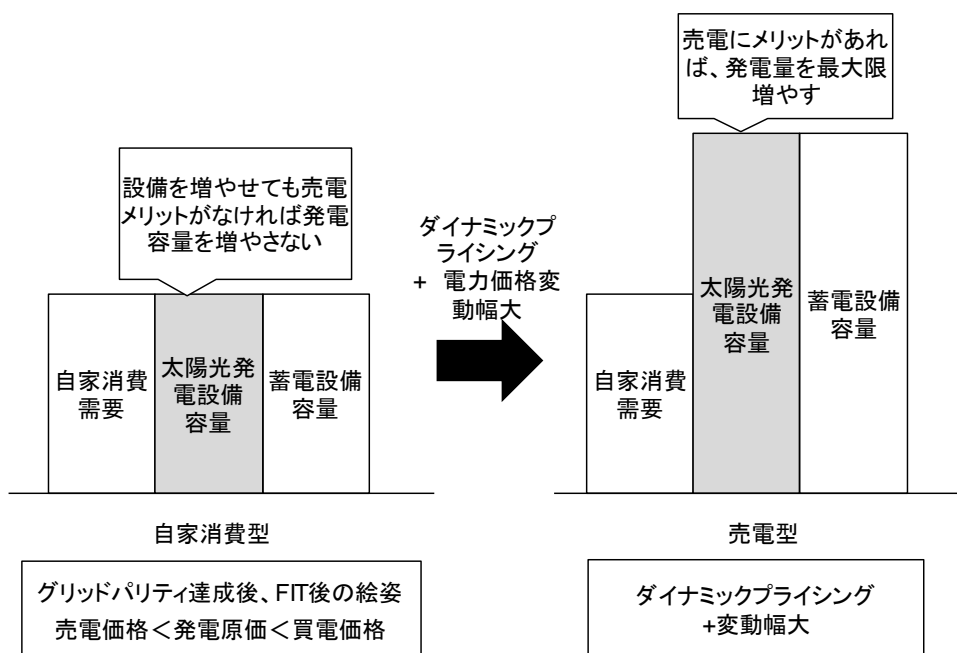 設備を増やせても売電
メリットがなければ発電
容量を増やさない
自家消費
需要
太陽光発
電設備
容量
蓄電設備
容量
自家消費型
グリッドパリティ達成後、FIT後の絵姿
売電価格＜発電原価＜買電価格
ダイナミックプ
ライシング
+ 電力価格変
動幅大
売電にメリットがあれ
ば、発電量を最大限
増やす
自家消費
需要
太陽光発
電設備
容量
蓄電設備
容量
売電型
ダイナミックプライシング
+変動幅大